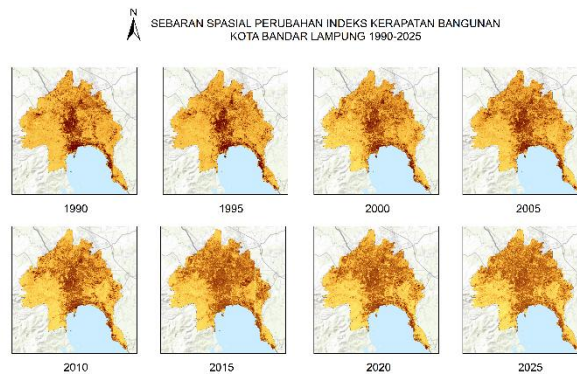 N
SEBARAN SPASIAL PERUBAHAN INDEKS KERAPATAN BANGUNAN
KOTA BANDAR LAMPUNG 1990-2025
1990
1995
2000
2005
2010
2015
2020
2025